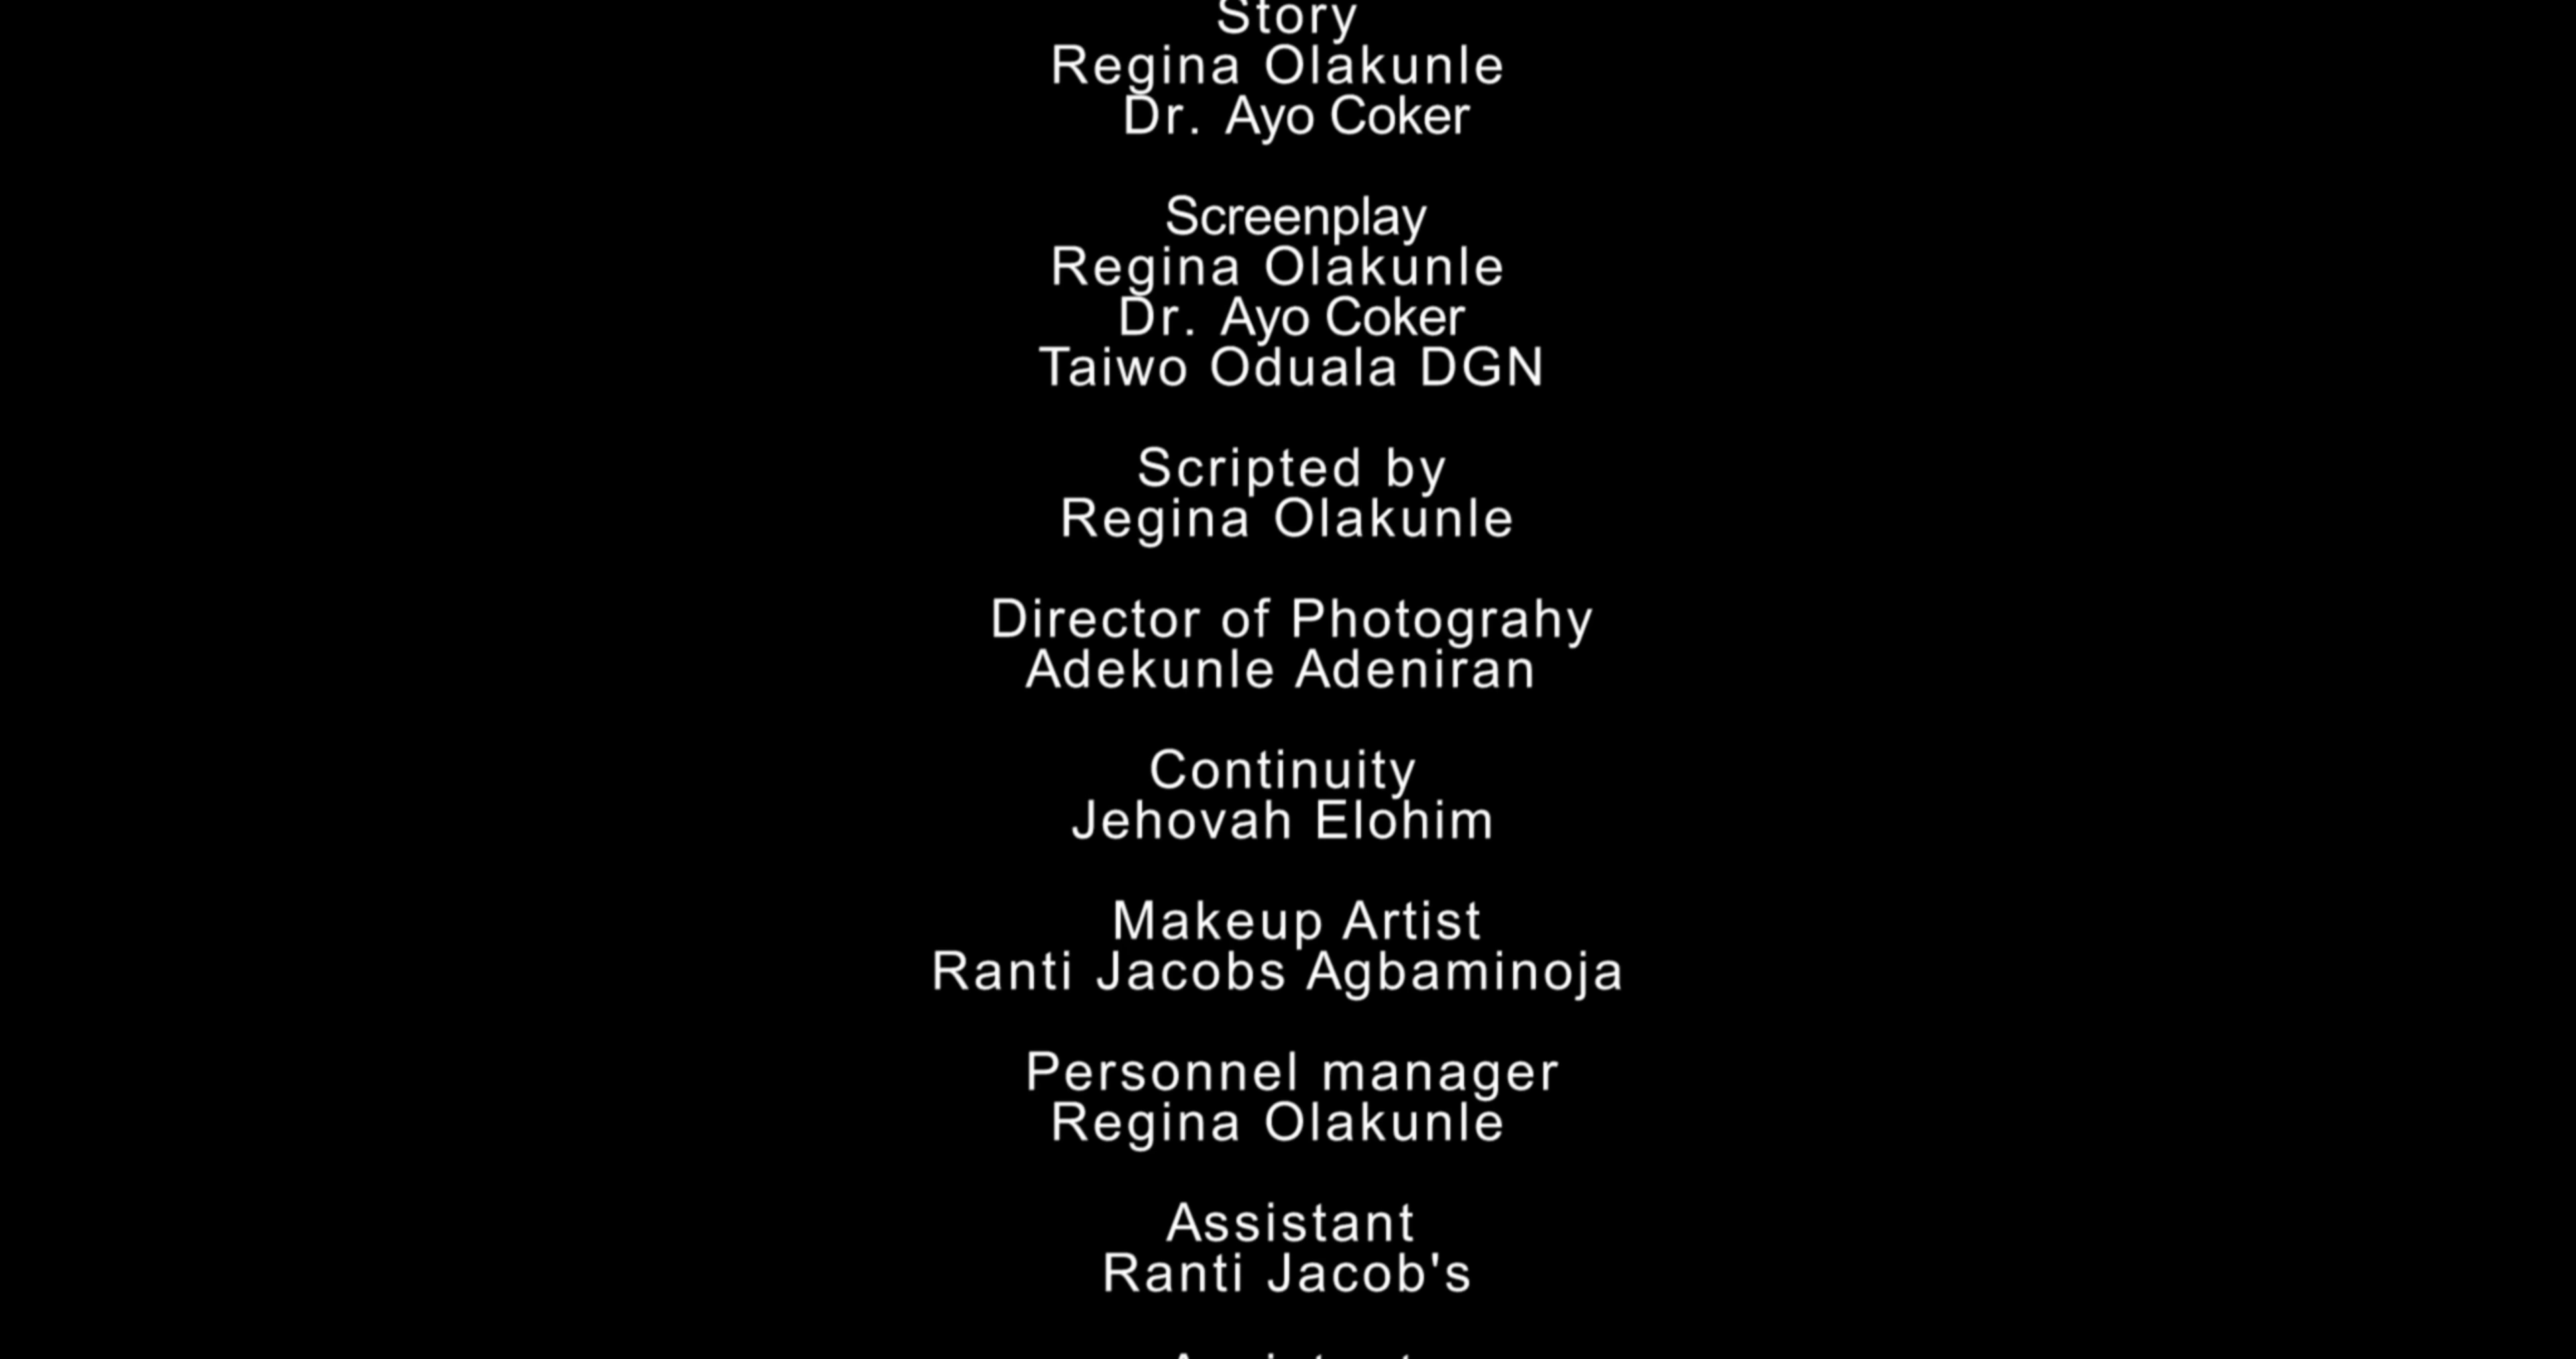 Story
Regina Olakunle
Dr. Ayo Coker
Screenplay
Regina Olakunle
Dr. Ayo Coker
Taiwo Oduala DGN
Scripted by
Regina Olakunle
Director of Photograhy
Adekunle Adeniran
Continuity
Jehovah Elohim
Makeup Artist
Ranti Jacobs Agbaminoja
Personnel manager
Regina Olakunle
Assistant
Ranti Jacob's